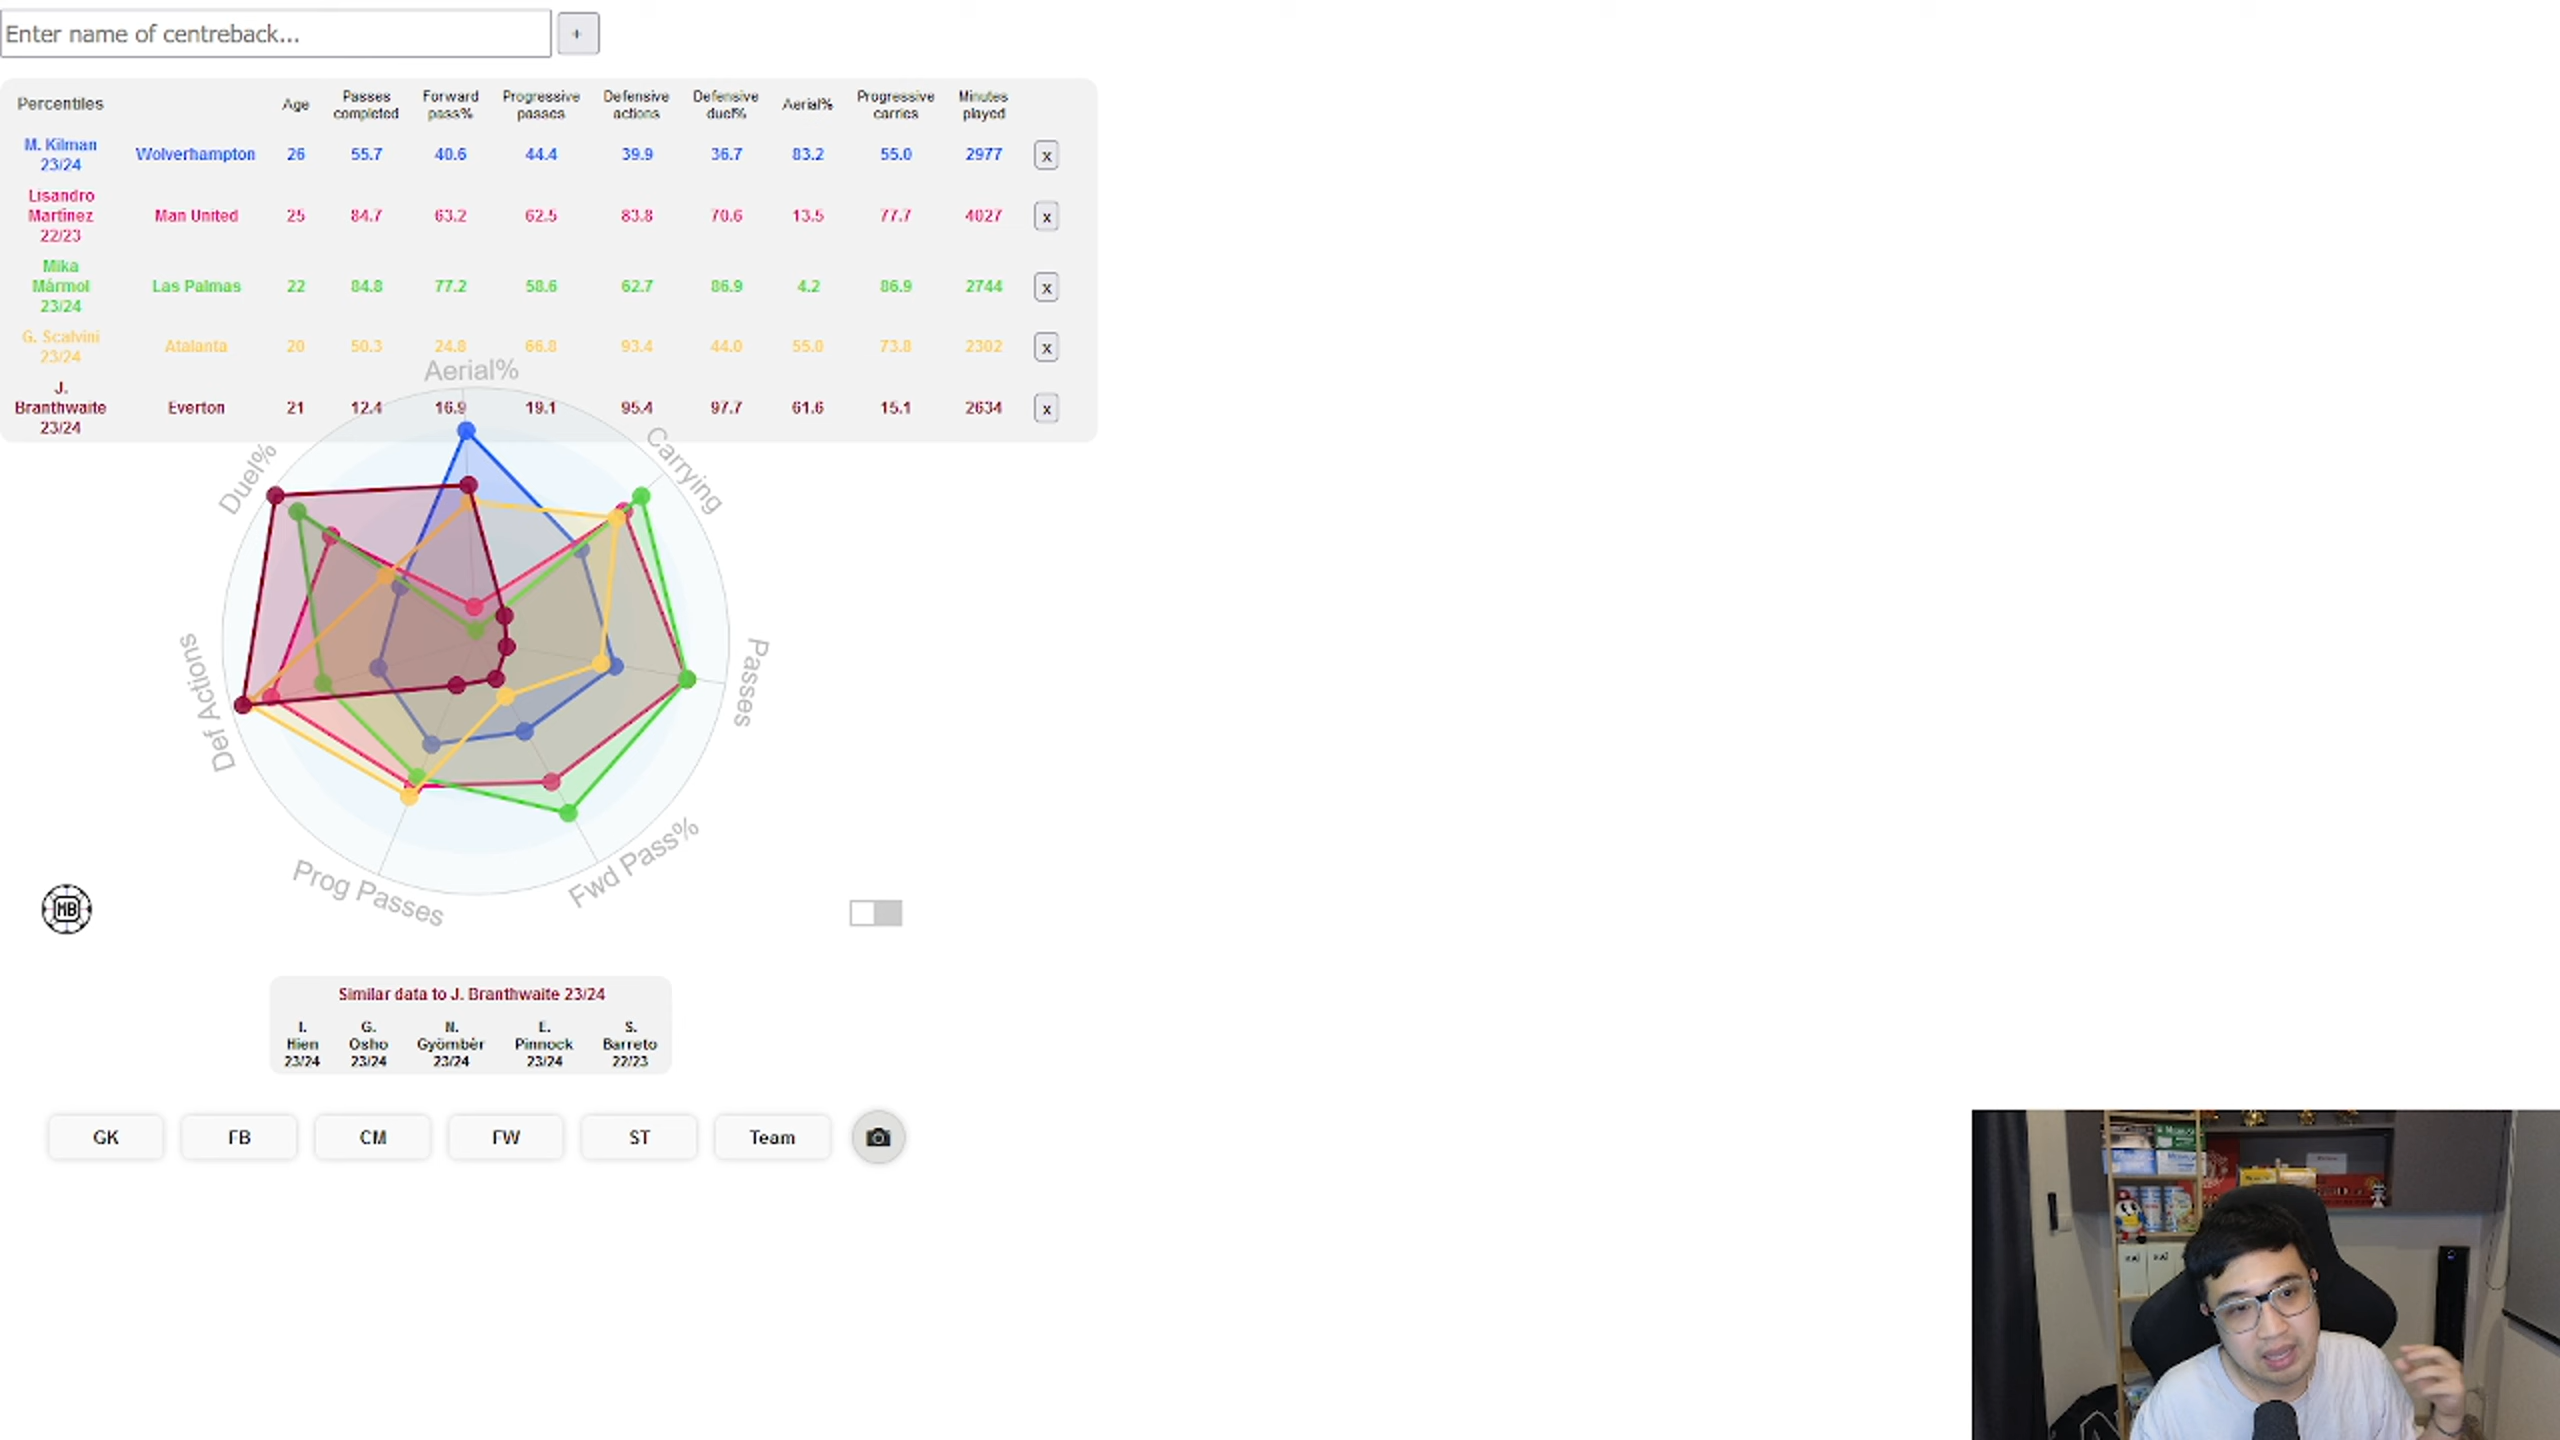 Enter name of centreback...
+
Percentiles Age Passes completed Forward pass% Progressive passes Defensive actions Defensive duel% Aerial% Progressive carries Minutes played
M. Kilman 23/24 Wolverhampton 26 55.7 40.6 44.4 39.9 36.7 83.2 55.0 2977 x
Lisandro Martínez 22/23 Man United 25 84.7 63.2 62.5 83.8 70.6 13.5 77.7 4027 x
Mika Mármol 23/24 Las Palmas 22 84.8 77.2 58.6 62.7 86.9 4.2 86.9 2744 x
G. Scalvini 23/24 Atalanta 20 50.3 24.8 66.8 93.4 44.0 55.0 73.8 2302 x
J. Branthwaite 23/24 Everton 21 12.4 16.9 19.1 95.4 97.7 61.6 15.1 2634 x
Aerial%
Carrying
Passes
Fwd Pass%
Prog Passes
Def Actions
Duel%
MB
Similar data to J. Branthwaite 23/24
I. Hien 23/24
G. Osho 23/24
N. Gyömbér 23/24
E. Pinnock 23/24
S. Barreto 22/23
GK
FB
CM
FW
ST
Team